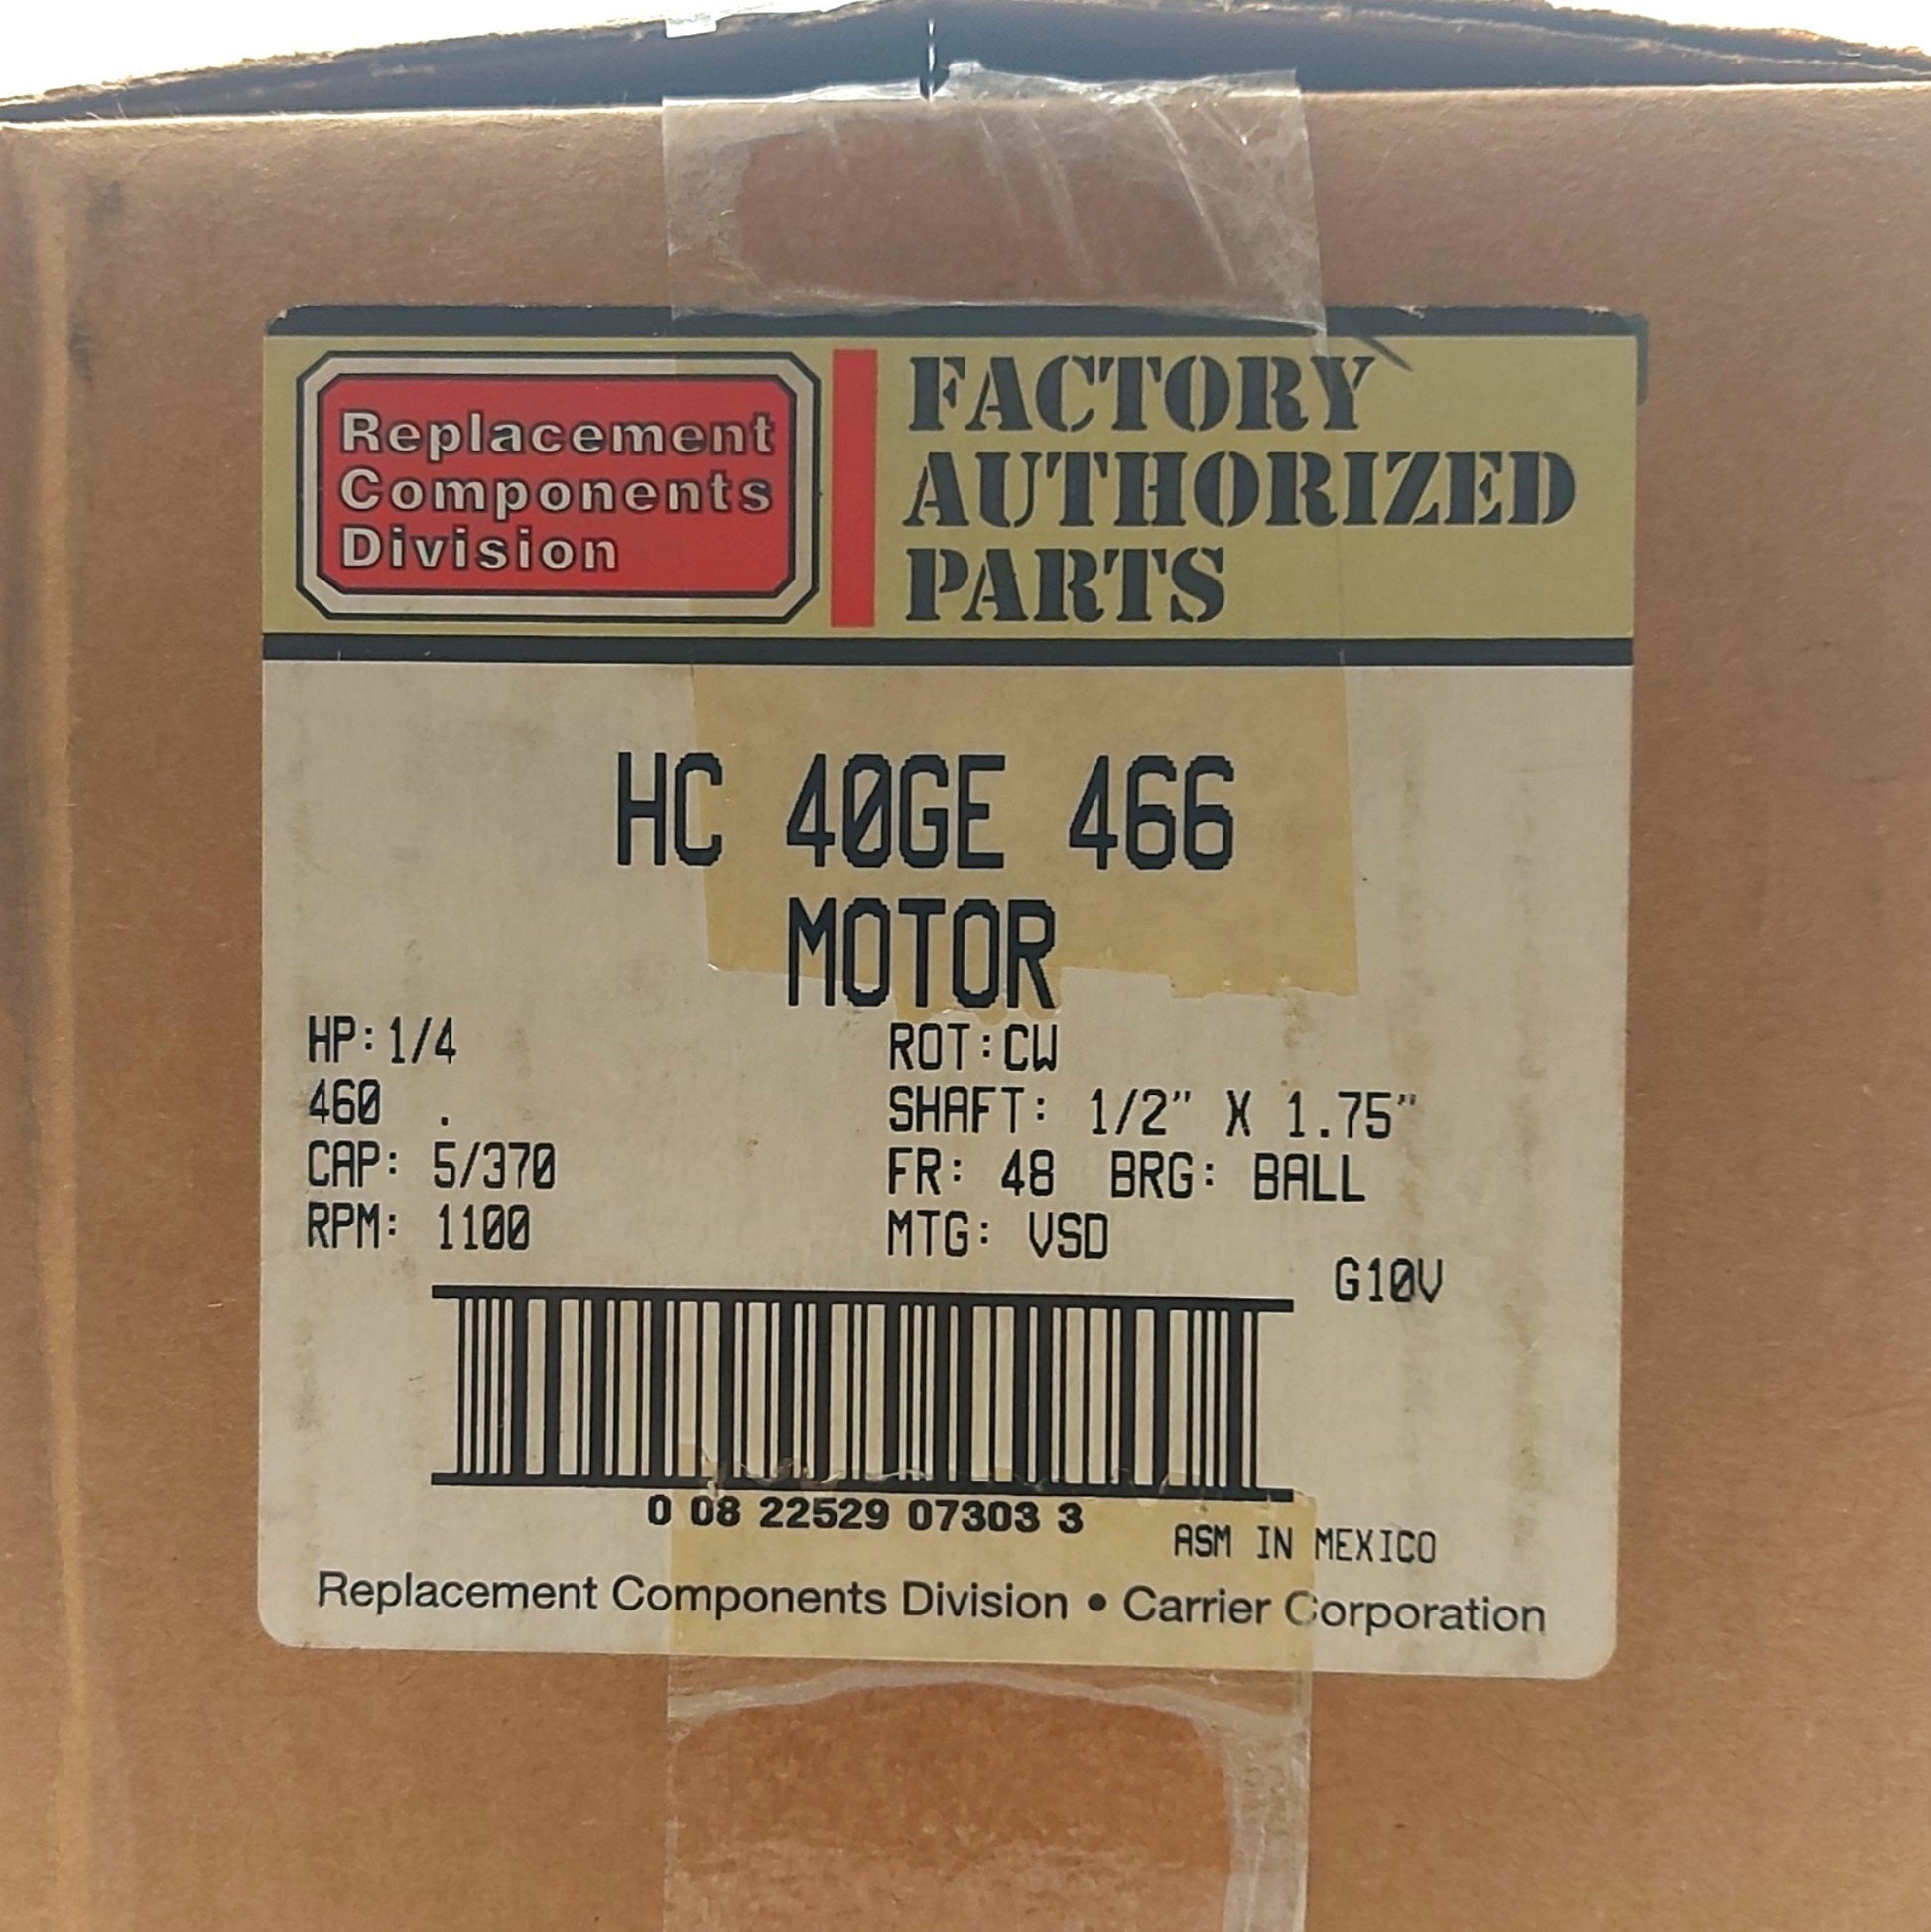 Replacement
Components
Division
FACTORY
AUTHORIZED
PARTS
HC 40GE 466
MOTOR
HP: 1/4
460 .
CAP: 5/370
RPM: 1100
ROT: CW
SHAFT: 1/2" X 1.75"
FR: 48 BRG: BALL
MTG: VSD
G10V
0 08 22529 07303 3
ASM IN MEXICO
Replacement Components Division • Carrier Corporation